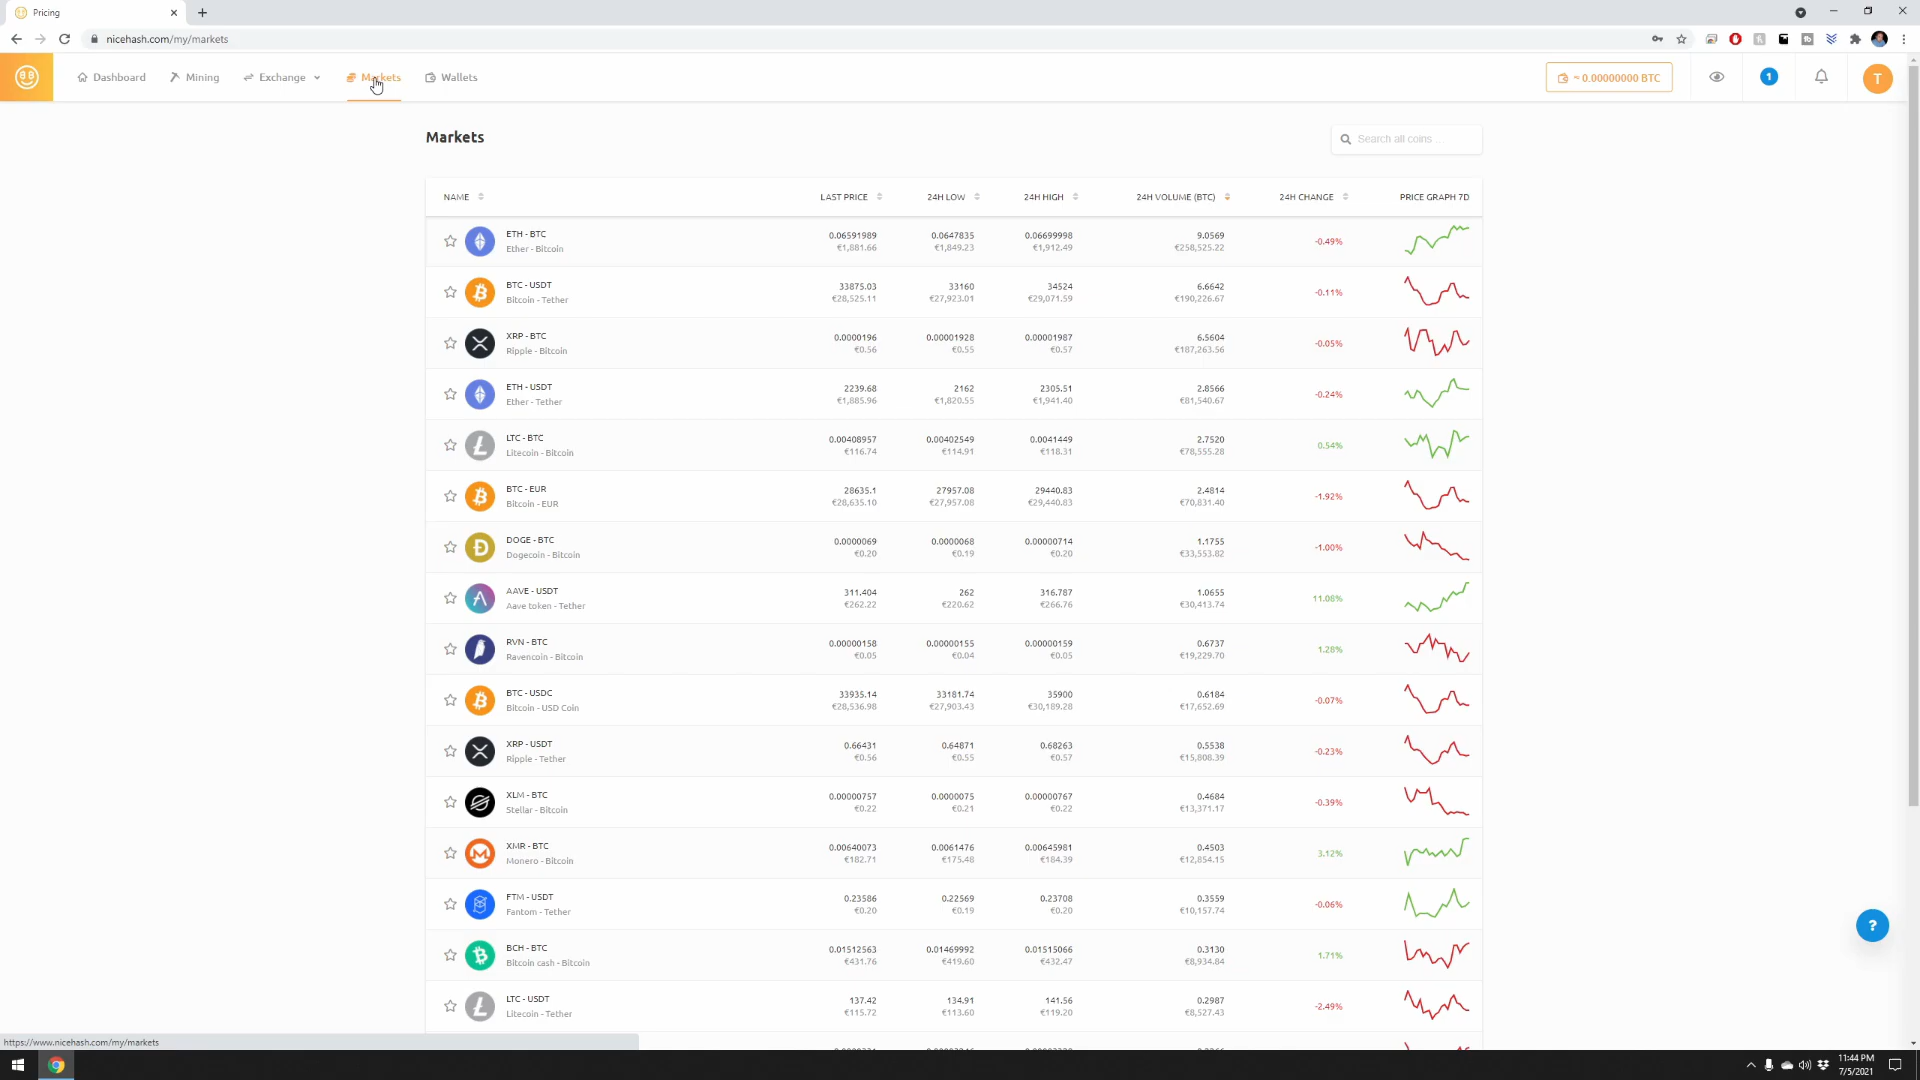 Pricing
nicehash.com/my/markets
Dashboard
Mining
Exchange
Markets
Wallets
≈ 0.00000000 BTC
1
T
Markets
Search all coins ...
NAME LAST PRICE 24H LOW 24H HIGH 24H VOLUME (BTC) 24H CHANGE PRICE GRAPH 7D
ETH - BTC 0.06591989 0.0647835 0.06699998 9.0569 -0.49%
Ether - Bitcoin €1,881.66 €1,849.23 €1,912.49 €258,525.22
BTC - USDT 33875.03 33160 34524 6.6642 -0.11%
Bitcoin - Tether €28,525.11 €27,923.01 €29,071.59 €190,226.67
XRP - BTC 0.0000196 0.00001928 0.00001987 6.5604 -0.05%
Ripple - Bitcoin €0.56 €0.55 €0.57 €187,263.56
ETH - USDT 2239.68 2162 2305.51 2.8566 -0.24%
Ether - Tether €1,885.96 €1,820.55 €1,941.40 €81,540.67
LTC - BTC 0.00408957 0.00402549 0.0041449 2.7520 0.54%
Litecoin - Bitcoin €116.74 €114.91 €118.31 €78,555.28
BTC - EUR 28635.1 27957.08 29440.83 2.4814 -1.92%
Bitcoin - EUR €28,635.10 €27,957.08 €29,440.83 €70,831.40
DOGE - BTC 0.0000069 0.0000068 0.00000714 1.1755 -1.00%
Dogecoin - Bitcoin €0.20 €0.19 €0.20 €33,553.82
AAVE - USDT 311.404 262 316.787 1.0655 11.08%
Aave token - Tether €262.22 €220.62 €266.76 €30,413.74
RVN - BTC 0.00000158 0.00000155 0.00000159 0.6737 1.28%
Ravencoin - Bitcoin €0.05 €0.04 €0.05 €19,229.70
BTC - USDC 33935.14 33181.74 35900 0.6184 -0.07%
Bitcoin - USD Coin €28,536.98 €27,903.43 €30,189.28 €17,652.69
XRP - USDT 0.66431 0.64871 0.68263 0.5538 -0.23%
Ripple - Tether €0.56 €0.55 €0.57 €15,808.39
XLM - BTC 0.00000757 0.0000075 0.00000767 0.4684 -0.39%
Stellar - Bitcoin €0.22 €0.21 €0.22 €13,371.17
XMR - BTC 0.00640073 0.0061476 0.00645981 0.4503 3.12%
Monero - Bitcoin €182.71 €175.48 €184.39 €12,854.15
FTM - USDT 0.23586 0.22569 0.23708 0.3559 -0.06%
Fantom - Tether €0.20 €0.19 €0.20 €10,157.74
BCH - BTC 0.01512563 0.01469992 0.01515066 0.3130 1.71%
Bitcoin cash - Bitcoin €431.76 €419.60 €432.47 €8,934.84
LTC - USDT 137.42 134.91 141.56 0.2987 -2.49%
Litecoin - Tether €115.72 €113.60 €119.20 €8,527.43
?
https://www.nicehash.com/my/markets
11:44 PM
7/5/2021